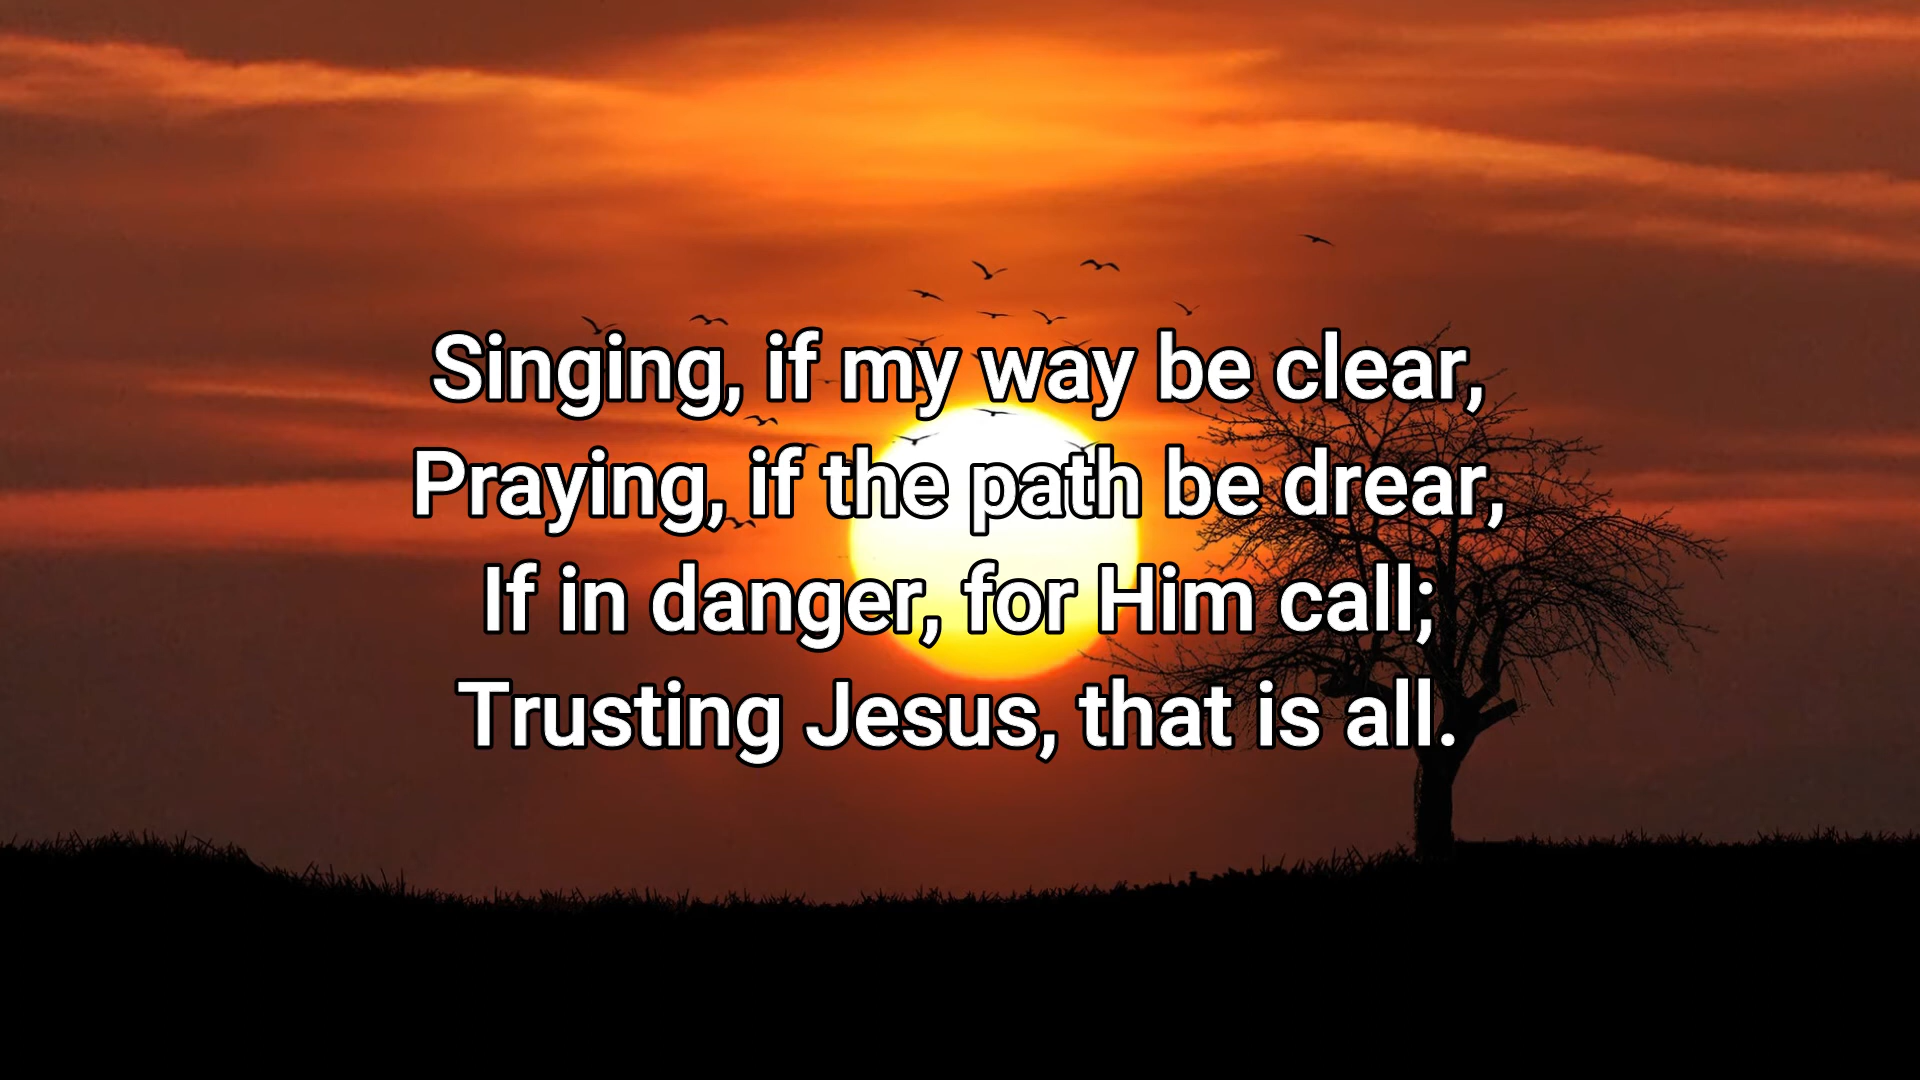 Singing, if my way be clear,
Praying, if the path be drear,
If in danger, for Him call;
Trusting Jesus, that is all.